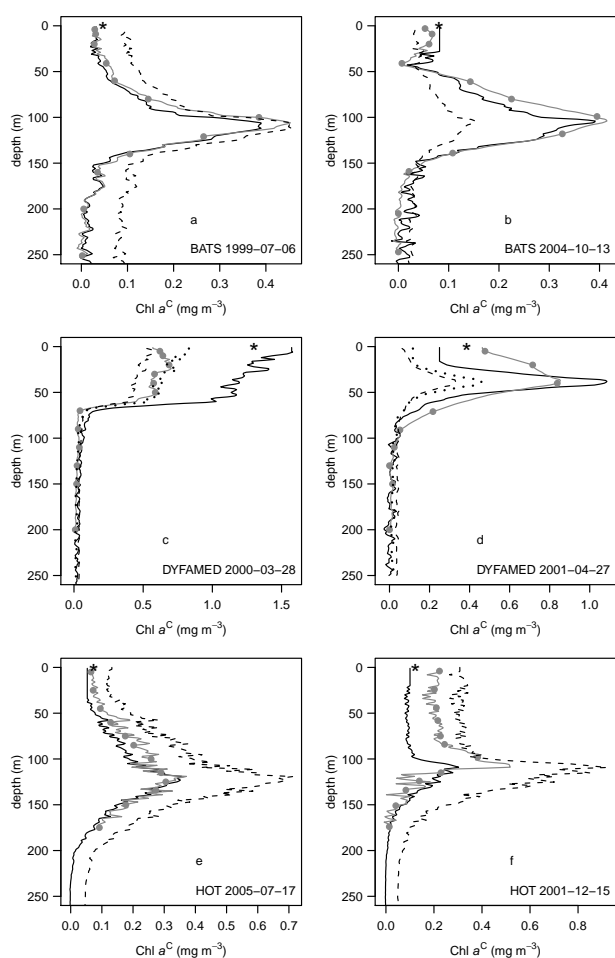 0
50
100
150
200
250
depth (m)
*
a
BATS 1999−07−06
0.0 0.1 0.2 0.3 0.4
Chl aᶜ (mg m⁻³)
0
50
100
150
200
250
depth (m)
*
b
BATS 2004−10−13
0.0 0.1 0.2 0.3 0.4
Chl aᶜ (mg m⁻³)
0
50
100
150
200
250
depth (m)
*
c
DYFAMED 2000−03−28
0.0 0.5 1.0 1.5
Chl aᶜ (mg m⁻³)
0
50
100
150
200
250
depth (m)
*
d
DYFAMED 2001−04−27
0.0 0.2 0.4 0.6 0.8 1.0
Chl aᶜ (mg m⁻³)
0
50
100
150
200
250
depth (m)
*
e
HOT 2005−07−17
0.0 0.1 0.2 0.3 0.4 0.5 0.6 0.7
Chl aᶜ (mg m⁻³)
0
50
100
150
200
250
depth (m)
*
f
HOT 2001−12−15
0.0 0.2 0.4 0.6 0.8
Chl aᶜ (mg m⁻³)